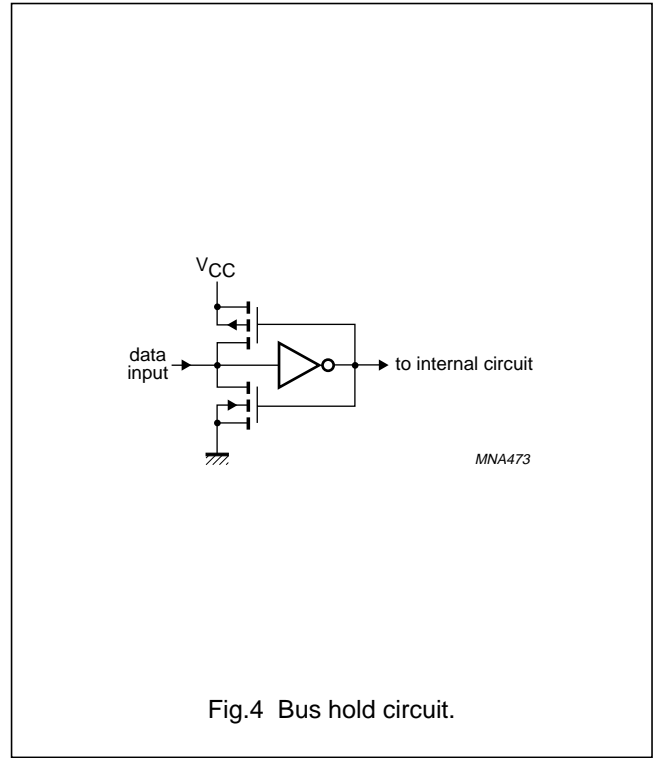 VCC
data
input
to internal circuit
MNA473
Fig.4 Bus hold circuit.